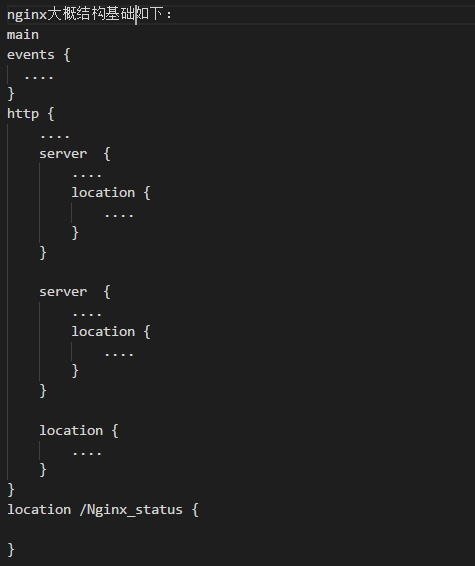 nginx大概结构基础如下：
main
events {
....
}
http {
....
server  {
....
location {
....
}
}
server  {
....
location {
....
}
}
location {
....
}
}
location /Nginx_status {
}